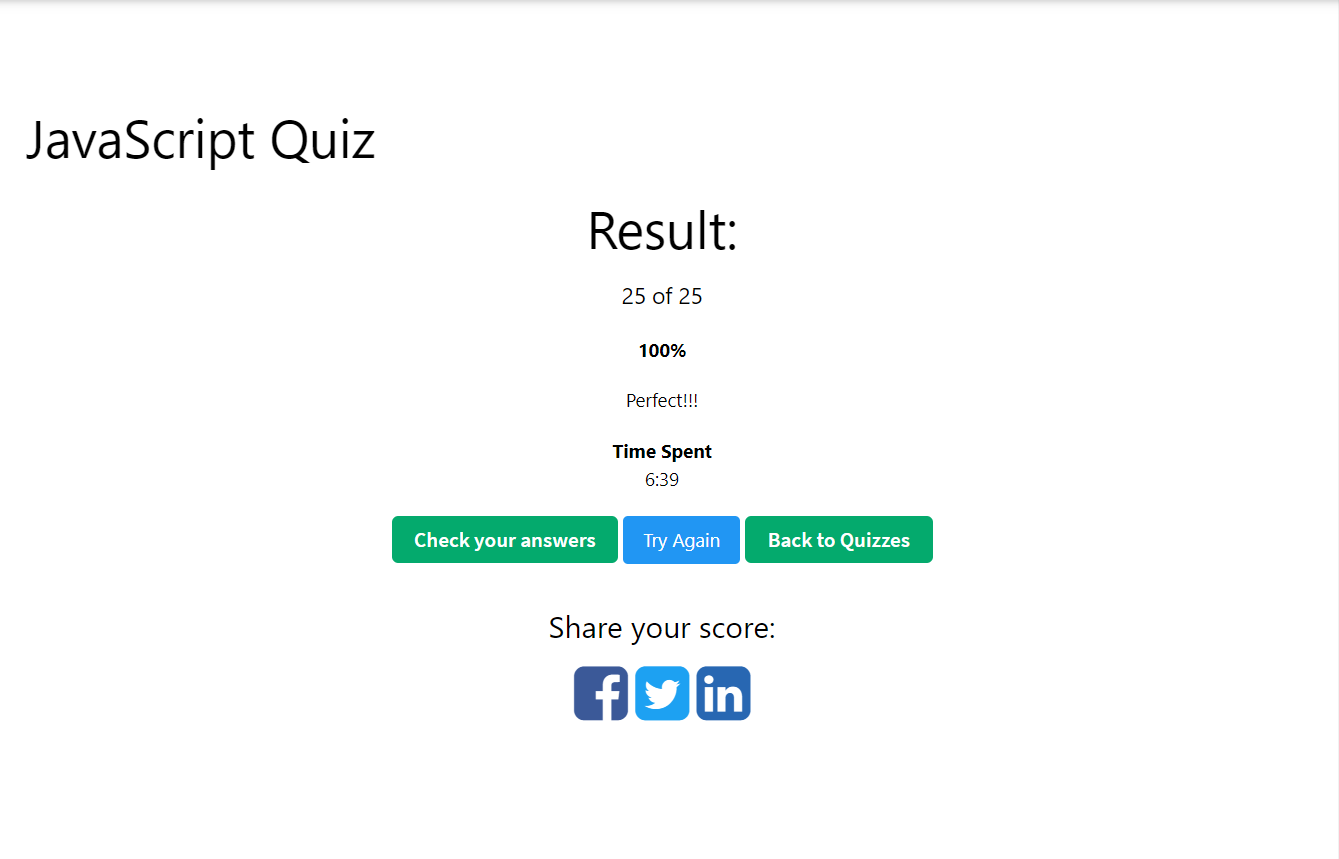 JavaScript Quiz
Result:
25 of 25
100%
Perfect!!!
Time Spent
6:39
Check your answers Try Again Back to Quizzes
Share your score:
f in